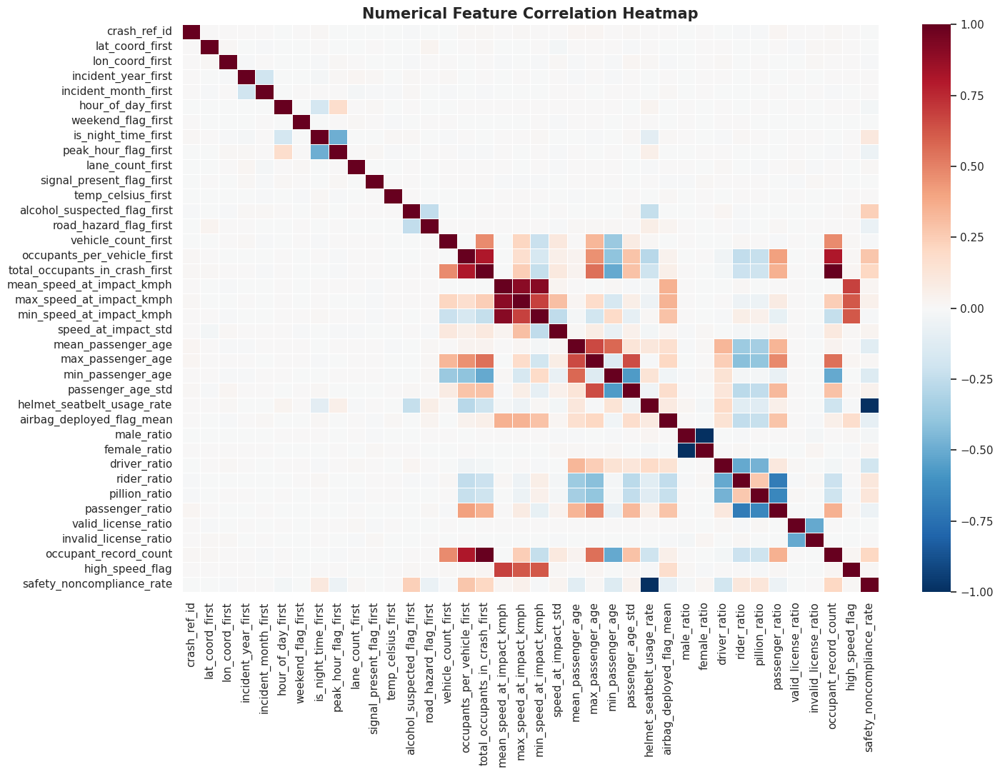 Numerical Feature Correlation Heatmap
crash_ref_id
lat_coord_first
lon_coord_first
incident_year_first
incident_month_first
hour_of_day_first
weekend_flag_first
is_night_time_first
peak_hour_flag_first
lane_count_first
signal_present_flag_first
temp_celsius_first
alcohol_suspected_flag_first
road_hazard_flag_first
vehicle_count_first
occupants_per_vehicle_first
total_occupants_in_crash_first
mean_speed_at_impact_kmph
max_speed_at_impact_kmph
min_speed_at_impact_kmph
speed_at_impact_std
mean_passenger_age
max_passenger_age
min_passenger_age
passenger_age_std
helmet_seatbelt_usage_rate
airbag_deployed_flag_mean
male_ratio
female_ratio
driver_ratio
rider_ratio
pillion_ratio
passenger_ratio
valid_license_ratio
invalid_license_ratio
occupant_record_count
high_speed_flag
safety_noncompliance_rate
crash_ref_id
lat_coord_first
lon_coord_first
incident_year_first
incident_month_first
hour_of_day_first
weekend_flag_first
is_night_time_first
peak_hour_flag_first
lane_count_first
signal_present_flag_first
temp_celsius_first
alcohol_suspected_flag_first
road_hazard_flag_first
vehicle_count_first
occupants_per_vehicle_first
total_occupants_in_crash_first
mean_speed_at_impact_kmph
max_speed_at_impact_kmph
min_speed_at_impact_kmph
speed_at_impact_std
mean_passenger_age
max_passenger_age
min_passenger_age
passenger_age_std
helmet_seatbelt_usage_rate
airbag_deployed_flag_mean
male_ratio
female_ratio
driver_ratio
rider_ratio
pillion_ratio
passenger_ratio
valid_license_ratio
invalid_license_ratio
occupant_record_count
high_speed_flag
safety_noncompliance_rate
1.00
0.75
0.50
0.25
0.00
−0.25
−0.50
−0.75
−1.00